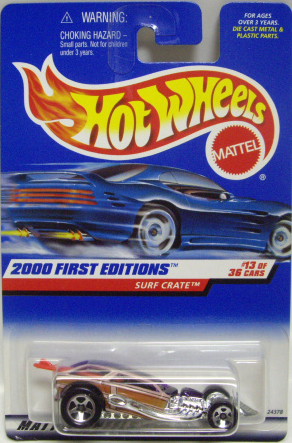 ⚠ WARNING:
CHOKING HAZARD –
Small parts. Not for children
under 3 years.
FOR AGES
OVER 3 YEARS.
DIE CAST METAL &
PLASTIC PARTS.
HOT WHEELS
MATTEL
®
2000 FIRST EDITIONS™
SURF CRATE™
#13 OF
36 CARS